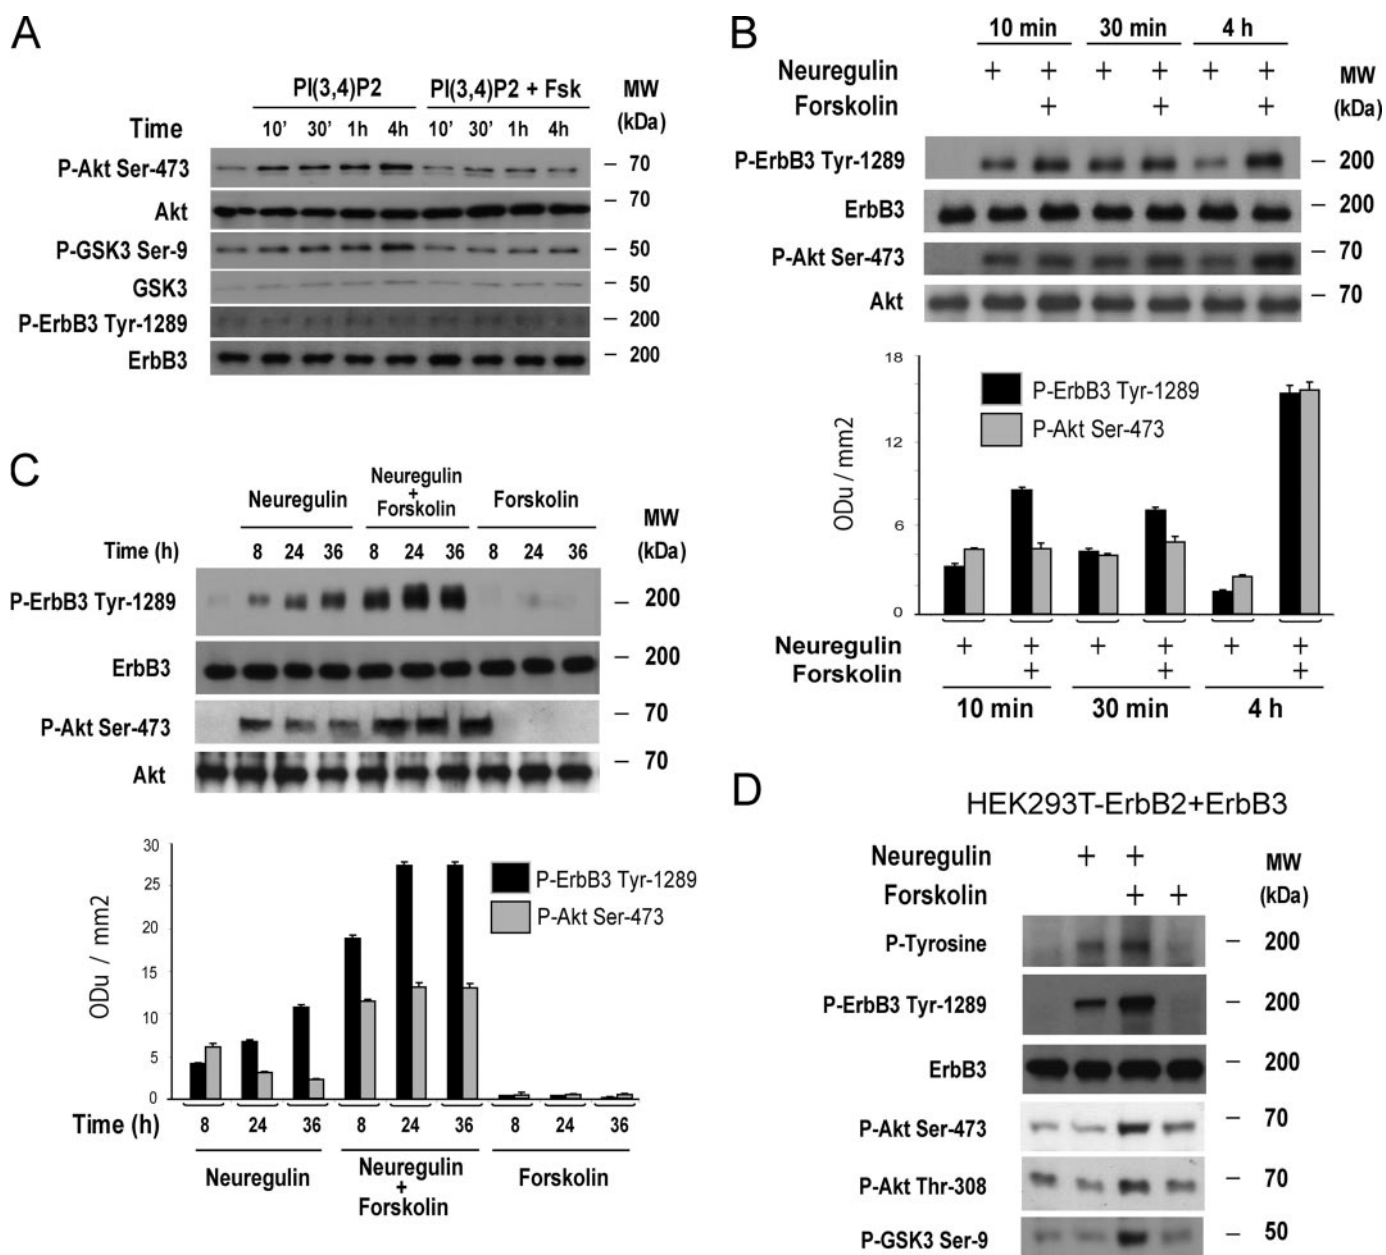 A
PI(3,4)P2 PI(3,4)P2 + Fsk MW
Time 10' 30' 1h 4h 10' 30' 1h 4h (kDa)
P-Akt Ser-473 – 70
Akt – 70
P-GSK3 Ser-9 – 50
GSK3 – 50
P-ErbB3 Tyr-1289 – 200
ErbB3 – 200
B
10 min 30 min 4 h
Neuregulin + + + + + + MW
Forskolin + + + (kDa)
P-ErbB3 Tyr-1289 – 200
ErbB3 – 200
P-Akt Ser-473 – 70
Akt – 70
18
12
6
0
ODu / mm2
P-ErbB3 Tyr-1289
P-Akt Ser-473
Neuregulin + + + + + +
Forskolin + + +
10 min 30 min 4 h
C
Neuregulin Neuregulin + Forskolin Forskolin MW
Time (h) 8 24 36 8 24 36 8 24 36 (kDa)
P-ErbB3 Tyr-1289 – 200
ErbB3 – 200
P-Akt Ser-473 – 70
Akt – 70
30
25
20
15
10
5
0
ODu / mm2
P-ErbB3 Tyr-1289
P-Akt Ser-473
Time (h) 8 24 36 8 24 36 8 24 36
Neuregulin Neuregulin + Forskolin Forskolin
D
HEK293T-ErbB2+ErbB3
Neuregulin + + MW
Forskolin + + (kDa)
P-Tyrosine – 200
P-ErbB3 Tyr-1289 – 200
ErbB3 – 200
P-Akt Ser-473 – 70
P-Akt Thr-308 – 70
P-GSK3 Ser-9 – 50